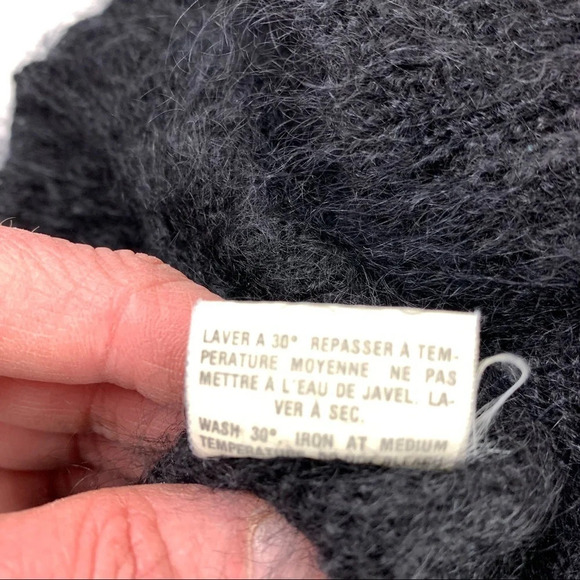 LAVER A 30° REPASSER À TEM-
PERATURE MOYENNE NE PAS
METTRE À L'EAU DE JAVEL. LA-
VER À SEC.
WASH 30°. IRON AT MEDIUM